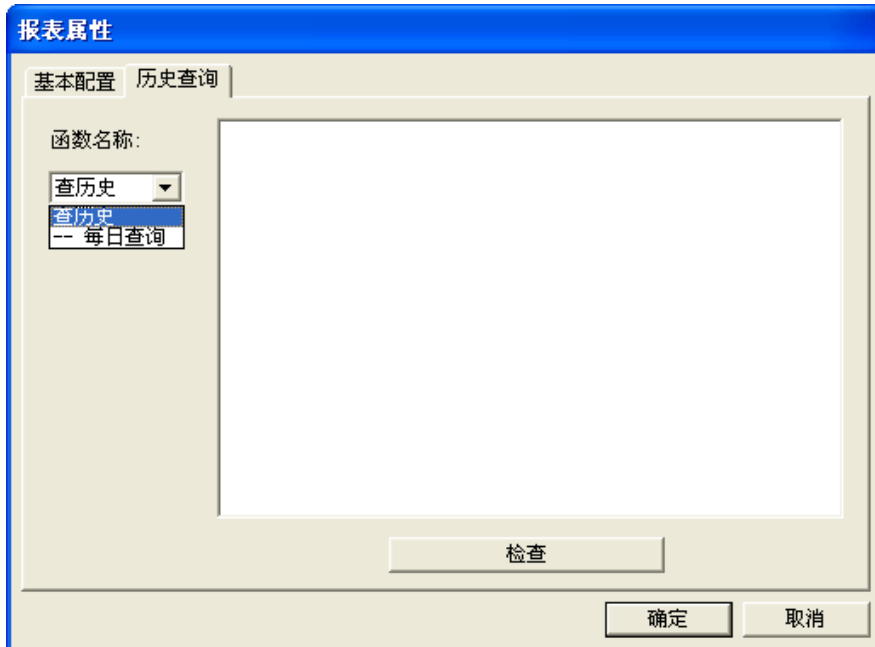 报表属性
基本配置 历史查询
函数名称:
查历史
查历史
-- 每日查询
检查
确定 取消